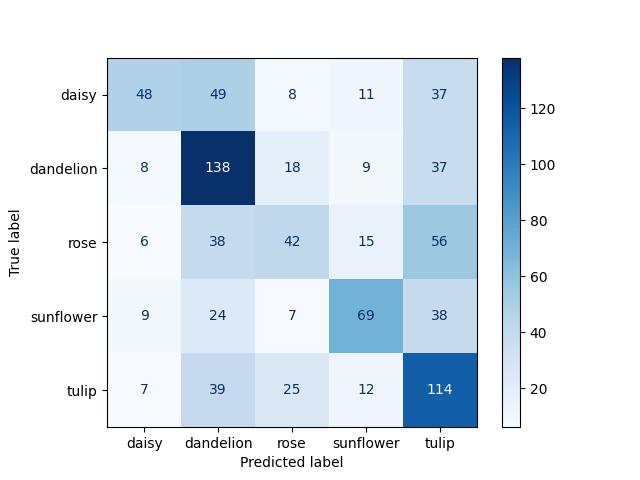 daisy 48 49 8 11 37
120
dandelion 8 138 18 9 37
100
80
True label
rose 6 38 42 15 56
60
sunflower 9 24 7 69 38
40
tulip 7 39 25 12 114
20
daisy dandelion rose sunflower tulip
Predicted label